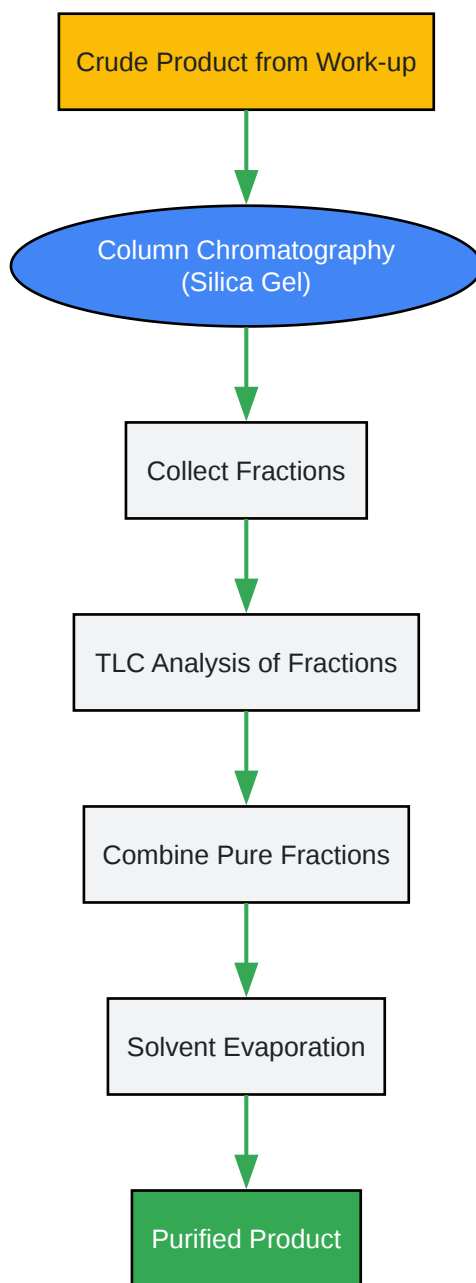 Crude Product from Work-up
Column Chromatography
(Silica Gel)
Collect Fractions
TLC Analysis of Fractions
Combine Pure Fractions
Solvent Evaporation
Purified Product